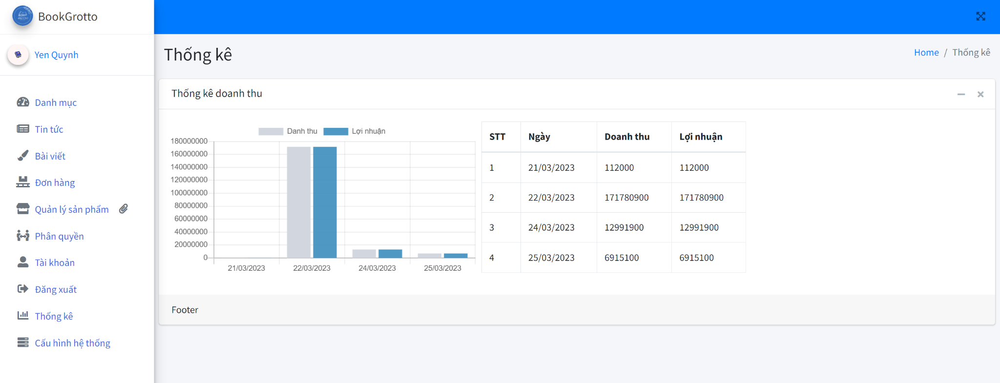 BookGrotto
Yen Quynh
Danh mục
Tin tức
Bài viết
Đơn hàng
Quản lý sản phẩm
Phân quyền
Tài khoản
Đăng xuất
Thống kê
Cấu hình hệ thống
Thống kê
Home / Thống kê
Thống kê doanh thu
Danh thu Lợi nhuận
180000000
160000000
140000000
120000000
100000000
80000000
60000000
40000000
20000000
0
21/03/2023 22/03/2023 24/03/2023 25/03/2023
STT Ngày Doanh thu Lợi nhuận
1 21/03/2023 112000 112000
2 22/03/2023 171780900 171780900
3 24/03/2023 12991900 12991900
4 25/03/2023 6915100 6915100
Footer